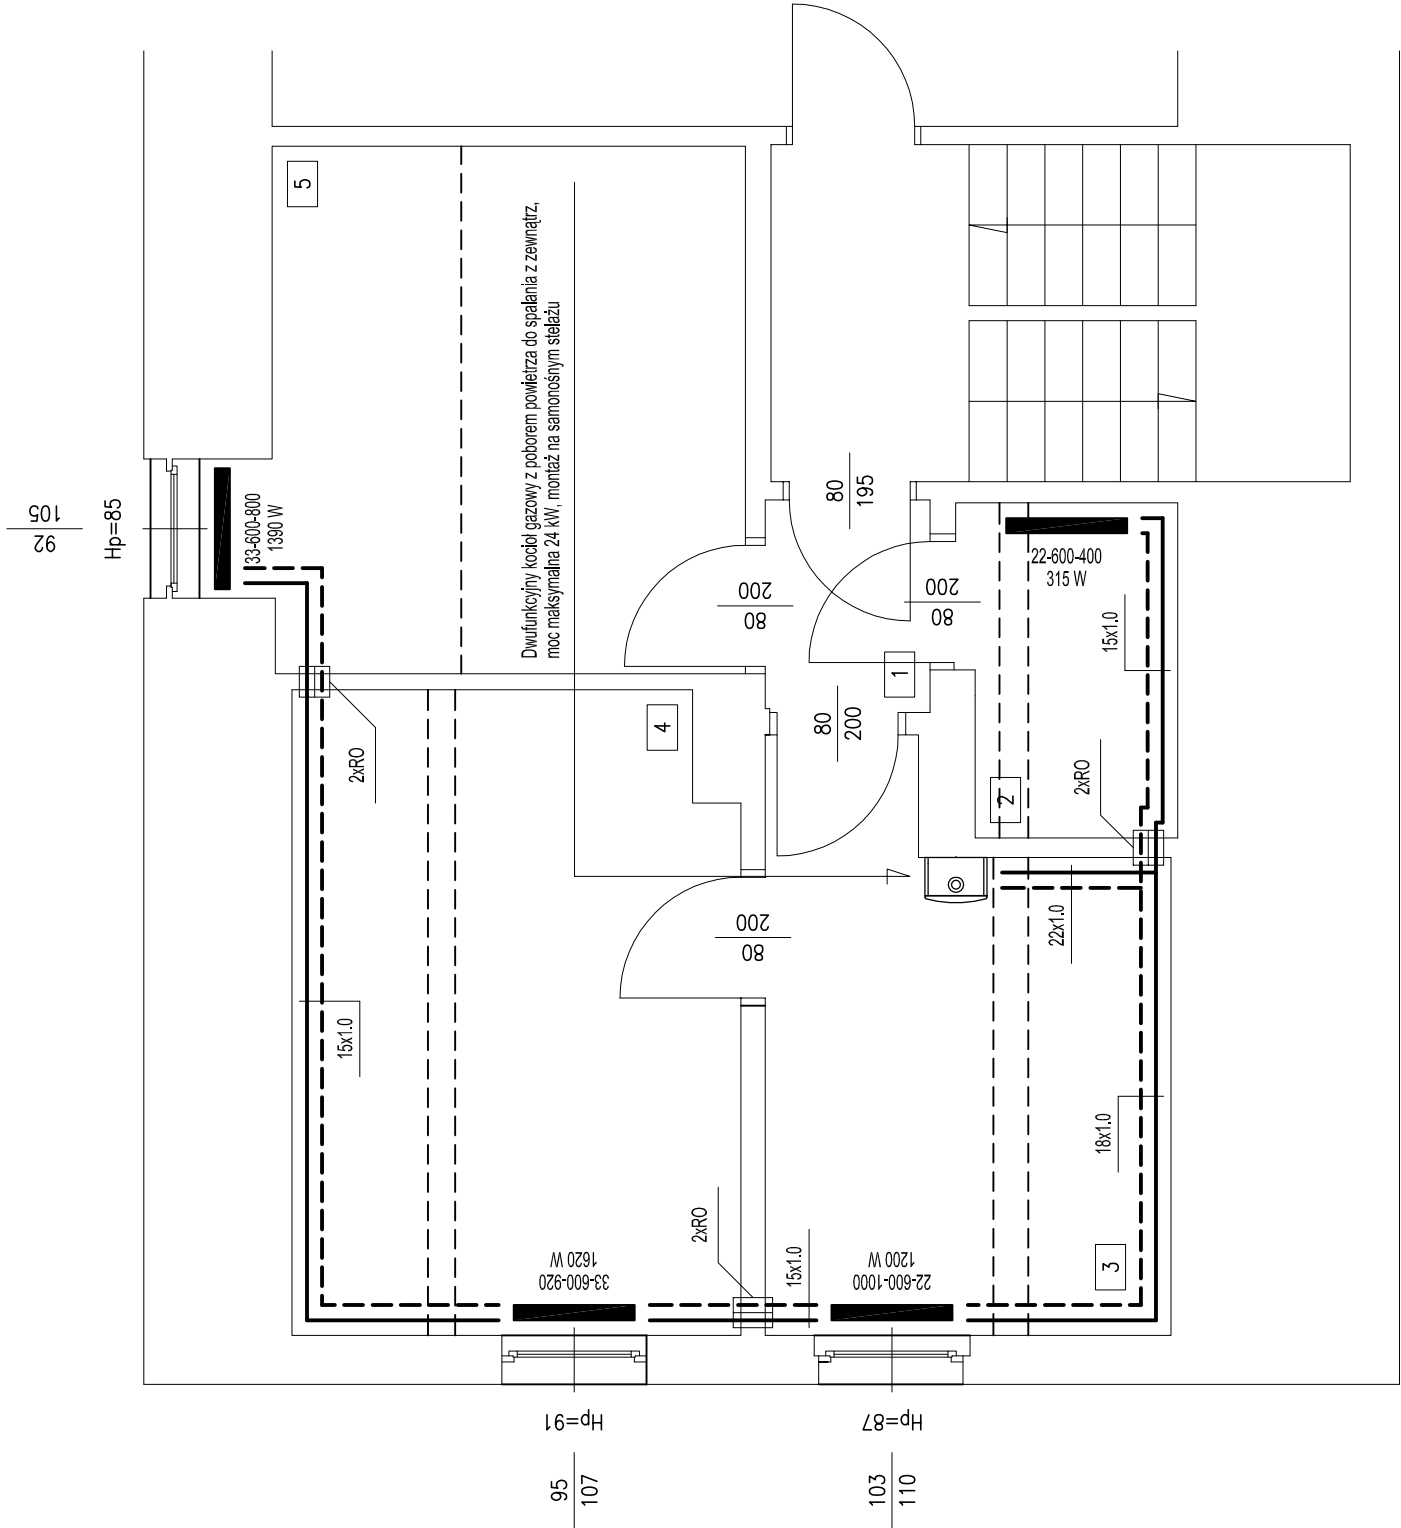 92
105
Hp=85
33-600-800
1390 W
5
Dwufunkcyjny kocioł gazowy z poborem powietrza do spalania z zewnątrz,
moc maksymalna 24 kW, montaż na samonośnym stelażu
80
195
80
200
80
200
80
200
1
22-600-400
315 W
15x1.0
2xRO
4
2xRO
2
80
200
22x1.0
15x1.0
18x1.0
2xRO
15x1.0
33-600-920
1620 W
22-600-1000
1200 W
3
Hp=91
Hp=87
95
107
103
110